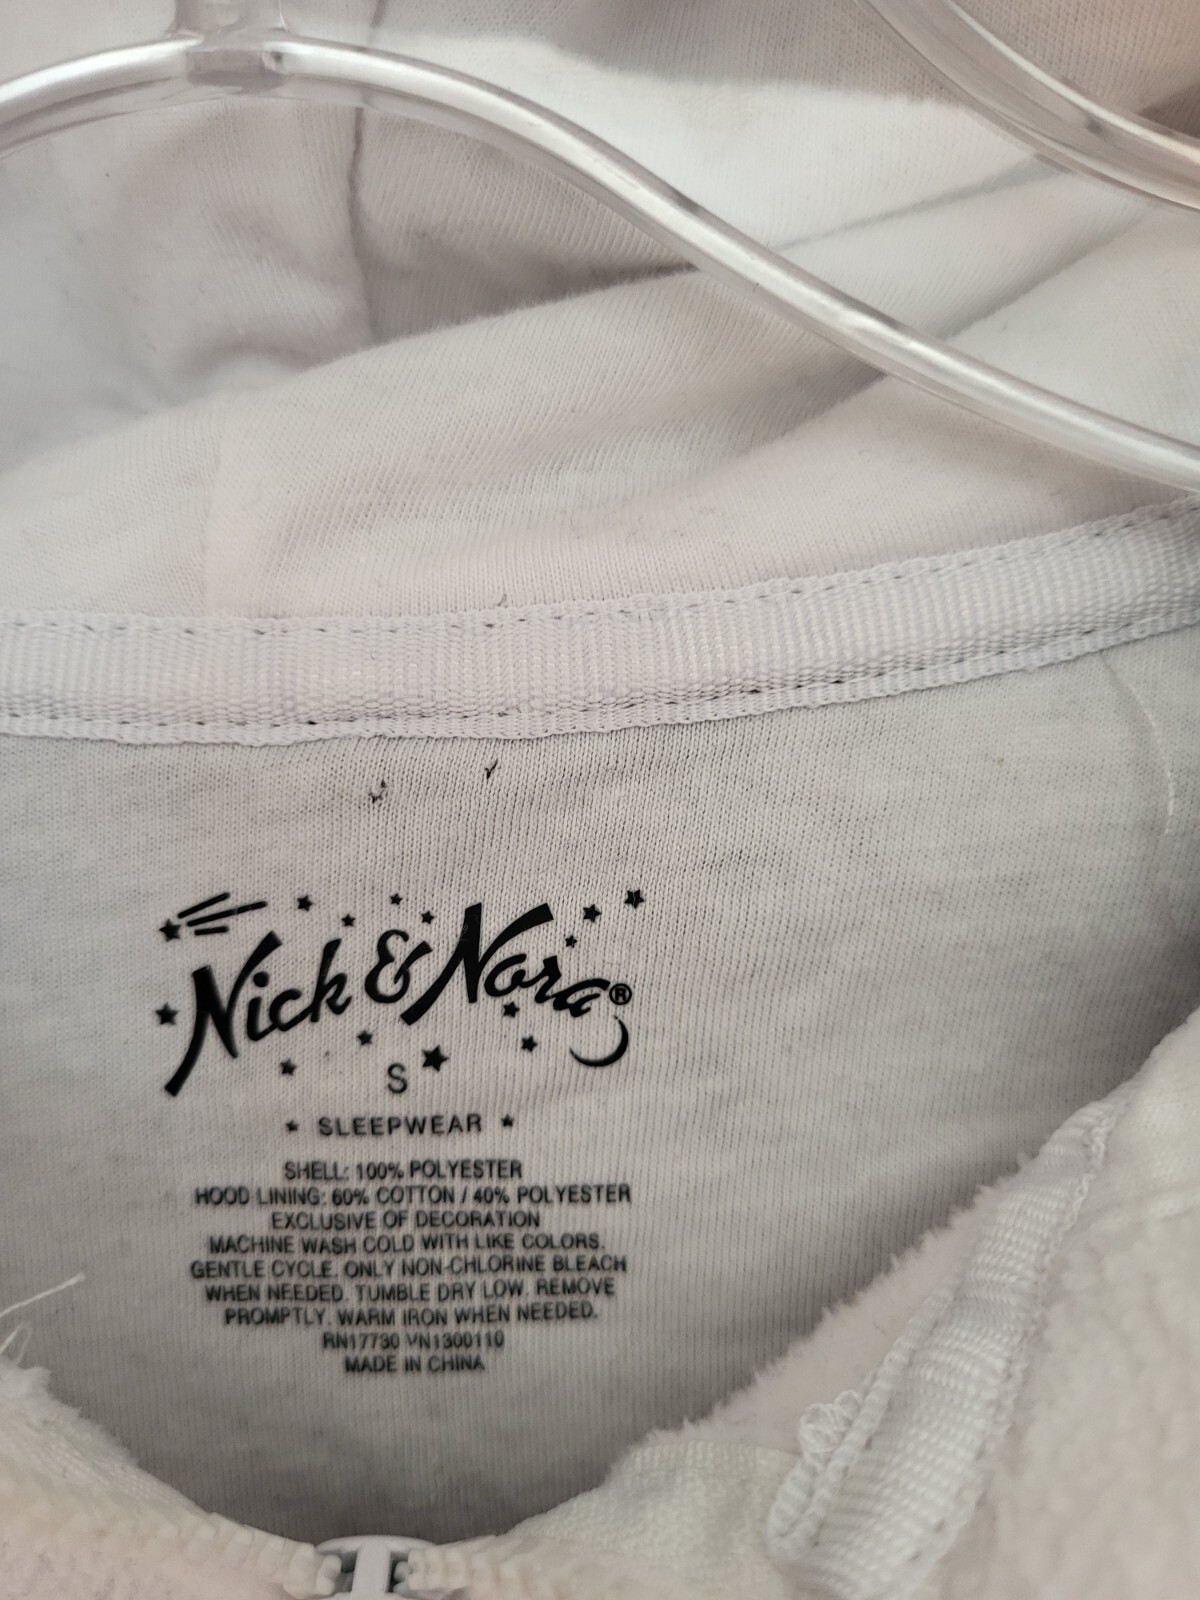 Nick & Nora®
S
SLEEPWEAR
SHELL: 100% POLYESTER
HOOD LINING: 60% COTTON / 40% POLYESTER
EXCLUSIVE OF DECORATION
MACHINE WASH COLD WITH LIKE COLORS.
GENTLE CYCLE. ONLY NON-CHLORINE BLEACH
WHEN NEEDED. TUMBLE DRY LOW. REMOVE
PROMPTLY. WARM IRON WHEN NEEDED.
RN17730 VN1300110
MADE IN CHINA